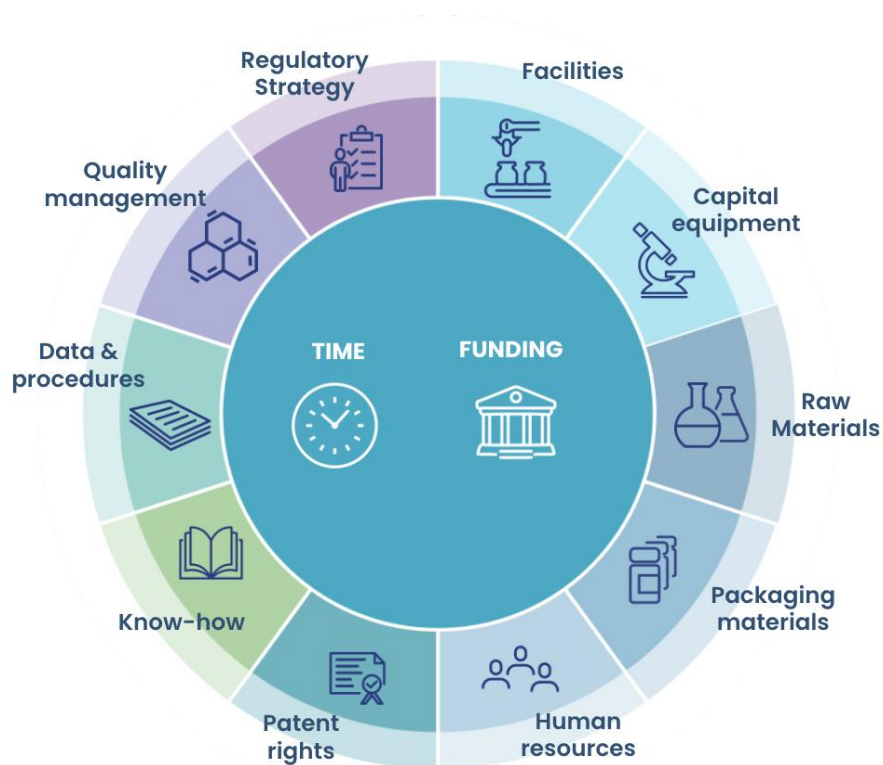 Regulatory
Strategy
Facilities
Capital
equipment
Raw
Materials
Packaging
materials
Human
resources
Patent
rights
Know-how
Data &
procedures
Quality
management
TIME
FUNDING